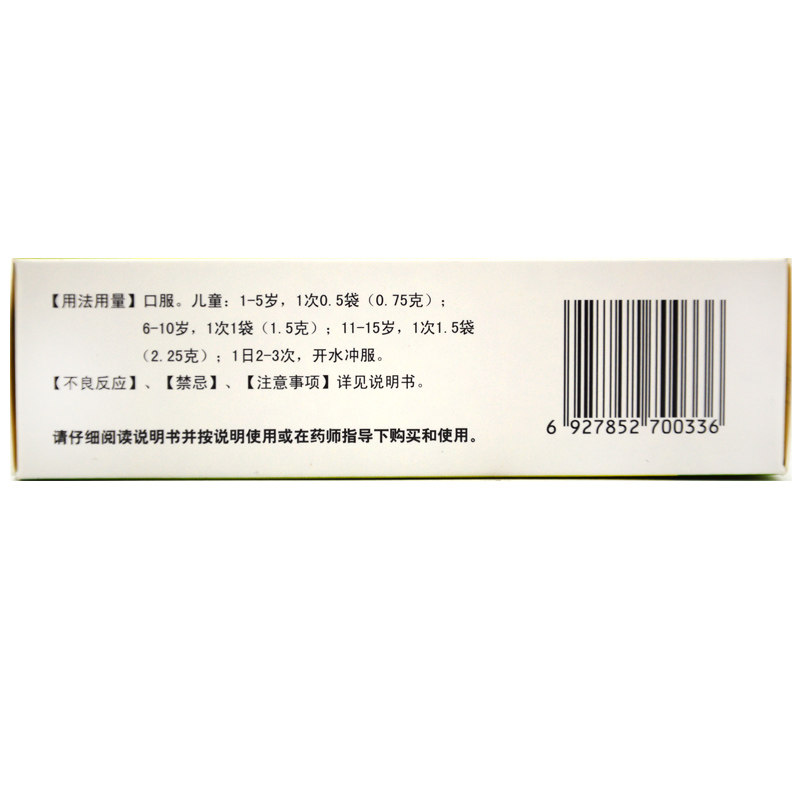 【用法用量】口服。儿童：1-5岁，1次0.5袋（0.75克）；
6-10岁，1次1袋（1.5克）；11-15岁，1次1.5袋
（2.25克）；1日2-3次，开水冲服。
【不良反应】、【禁忌】、【注意事项】详见说明书。
请仔细阅读说明书并按说明使用或在药师指导下购买和使用。
6 927852 700336